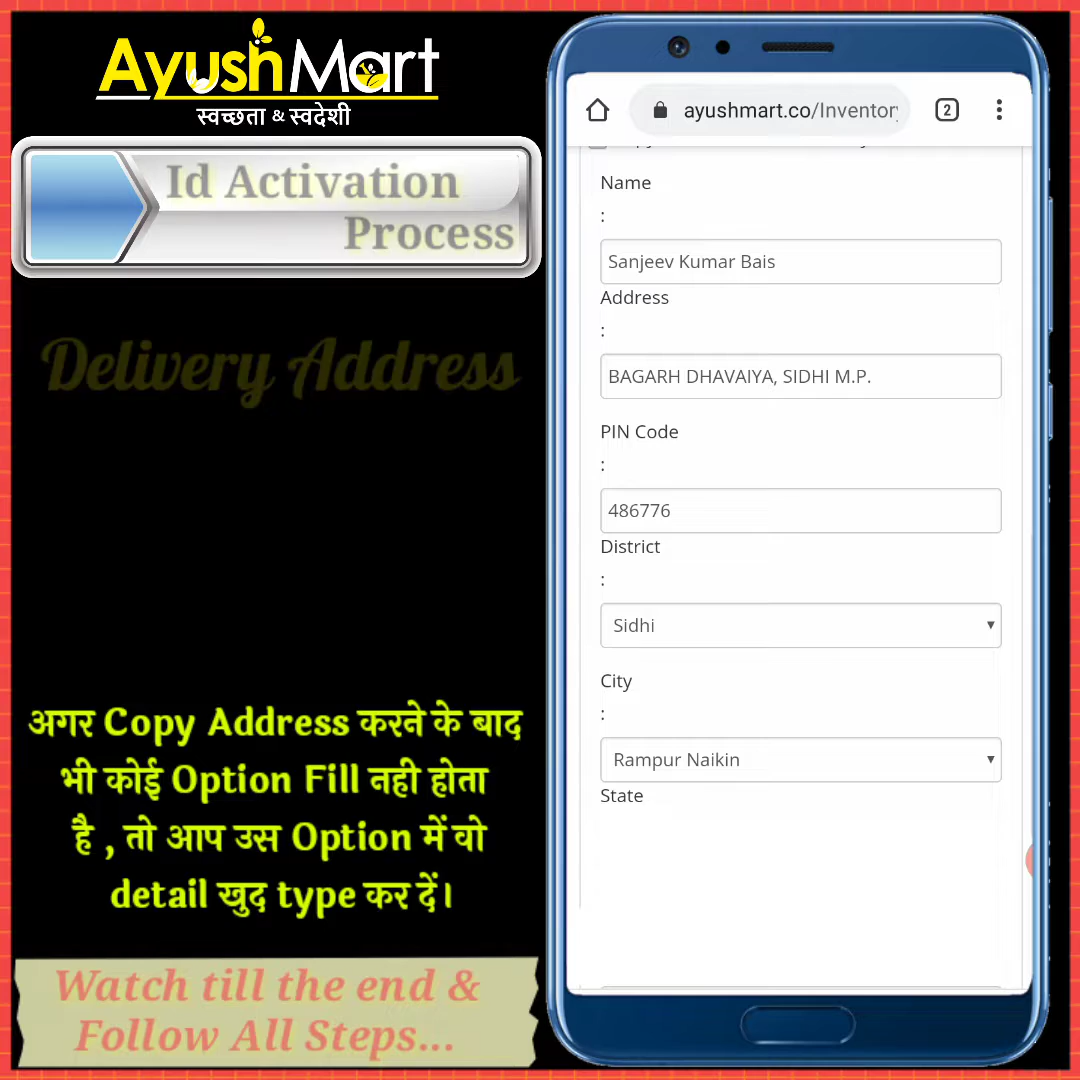 AyushMart
स्वच्छता & स्वदेशी
Id Activation
Process
Delivery Address
अगर Copy Address करने के बाद
भी कोई Option Fill नही होता
है , तो आप उस Option में वो
detail खुद type कर दें।
Watch till the end &
Follow All Steps...
ayushmart.co/Inventor
2
Name
:
Sanjeev Kumar Bais
Address
:
BAGARH DHAVAIYA, SIDHI M.P.
PIN Code
:
486776
District
:
Sidhi
City
:
Rampur Naikin
State